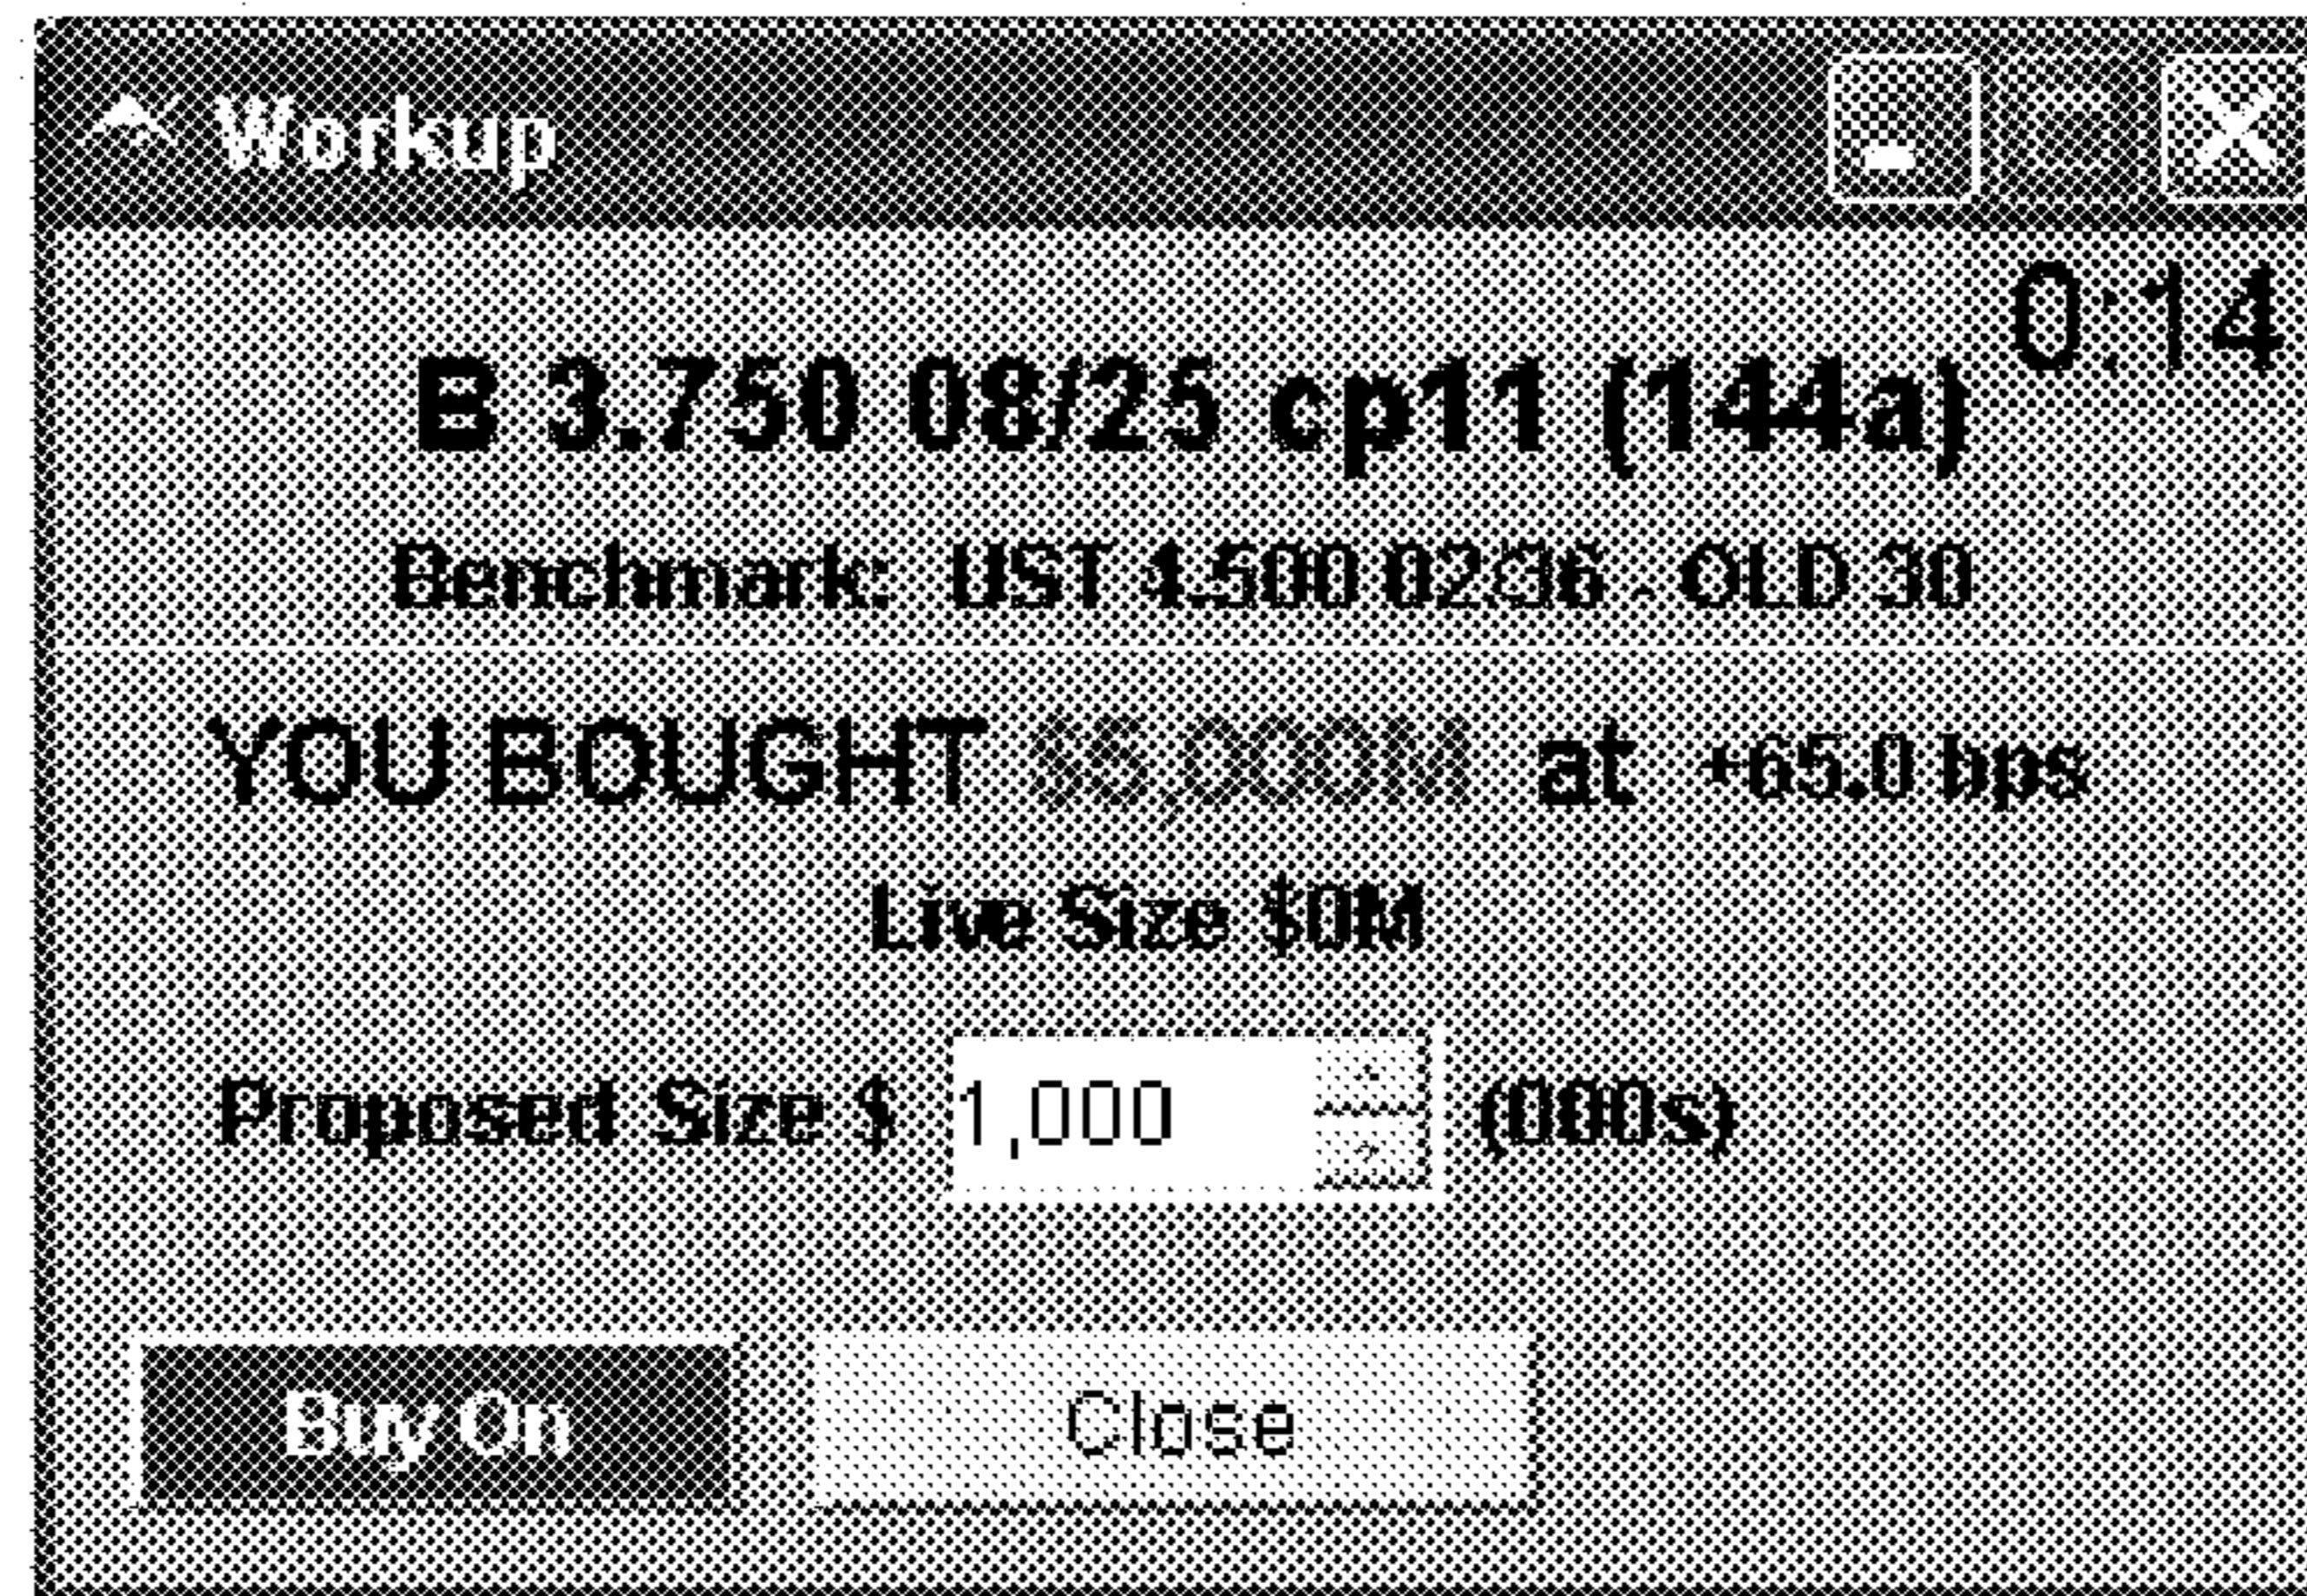 Workup
0:14
B 3.750 08/25 cp11 (144a)
Benchmark: UST 4.500 02/36 - OLD 30
YOU BOUGHT $5,000M at +65.0 bps
Live Size $0M
Proposed Size $ 1,000 (000s)
Buy On Close